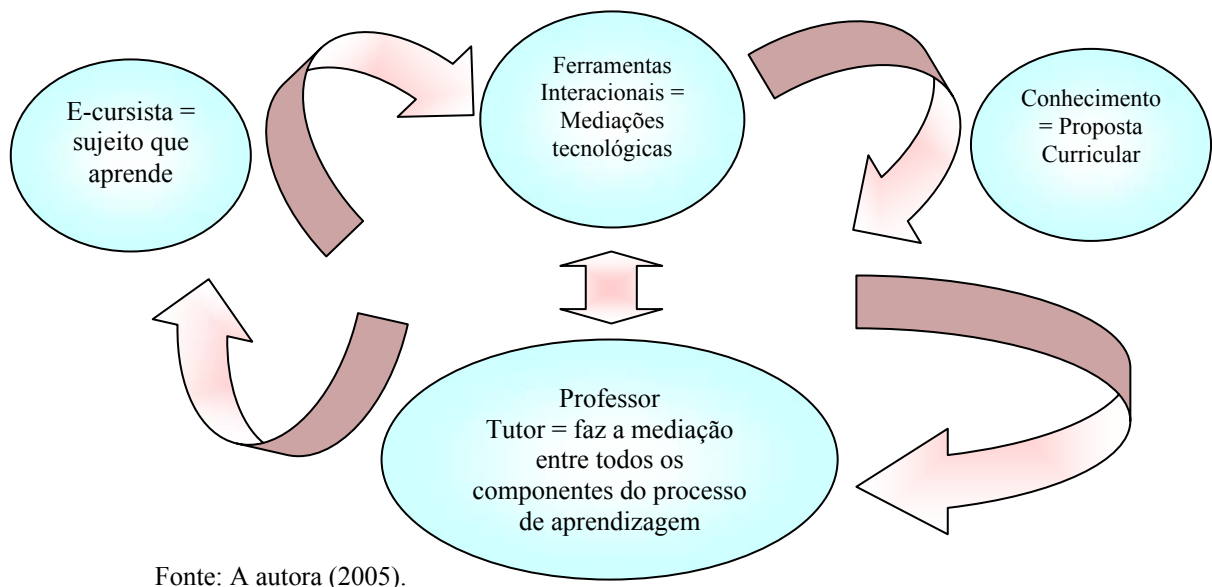 E-cursista =
sujeito que
aprende
Ferramentas
Interacionais =
Mediações
tecnológicas
Conhecimento
= Proposta
Curricular
Professor
Tutor = faz a mediação
entre todos os
componentes do processo
de aprendizagem
Fonte: A autora (2005).